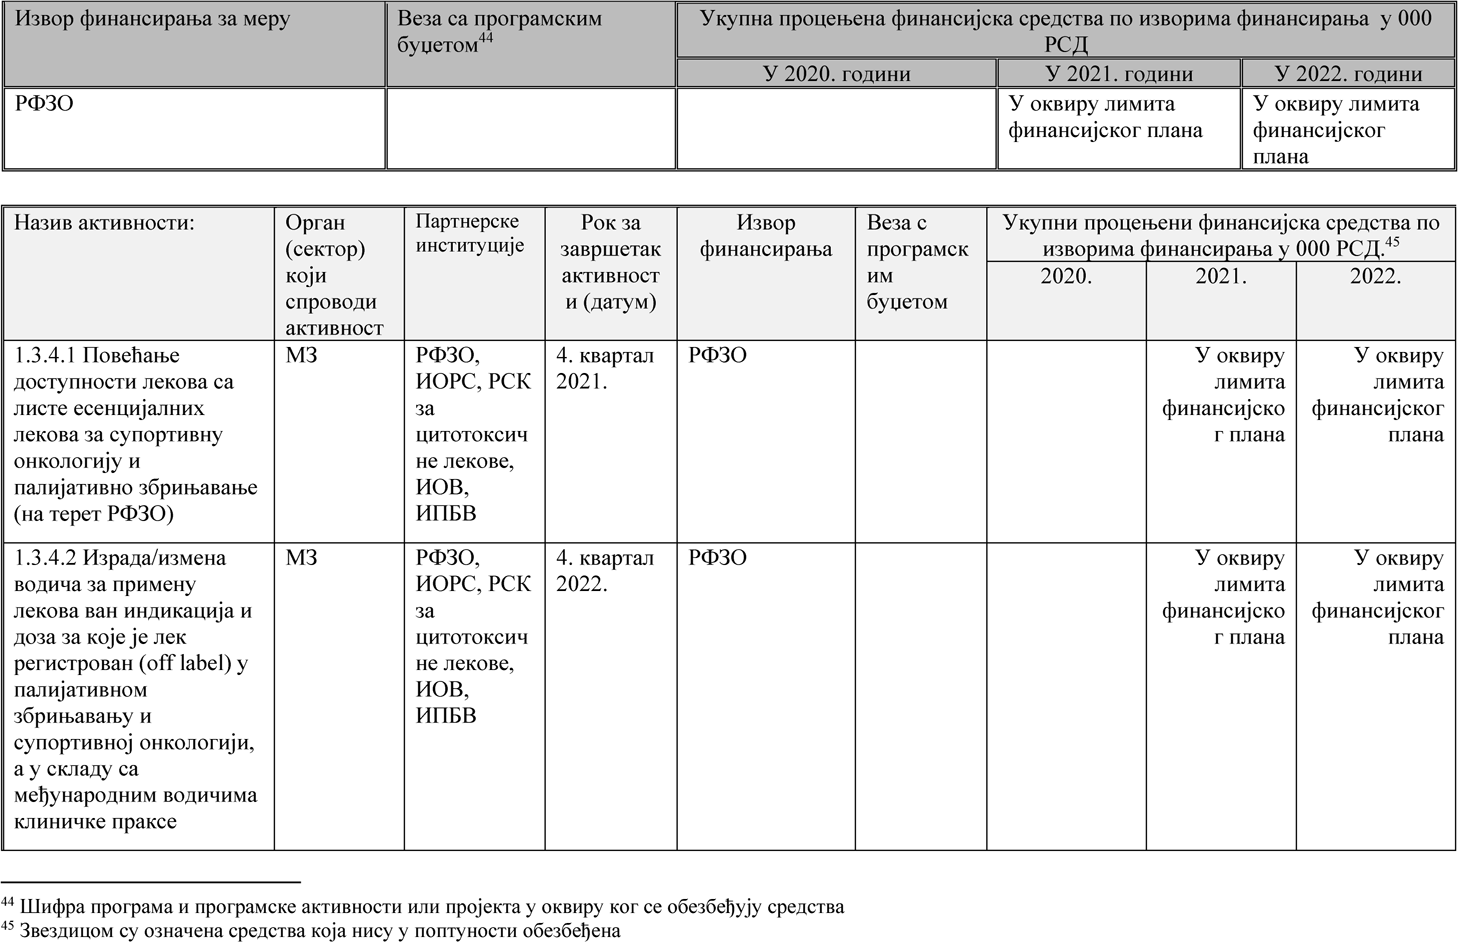 Извор финансирања за меру
Веза са програмским
буџетом44
Укупна процењена финансијска средства по изворима финансирања у 000
РСД
У 2020. години
У 2021. години
У 2022. години
РФЗО
У оквиру лимита
финансијског плана
У оквиру лимита
финансијског
плана
Назив активности:
Орган
(сектор)
који
спроводи
активност
Партнерске
институције
Рок за
завршетак
активност
и (датум)
Извор
финансирања
Веза с
програмск
им
буџетом
Укупни процењени финансијска средства по
изворима финансирања у 000 РСД.45
2020.
2021.
2022.
1.3.4.1 Повећање
доступности лекова са
листе есенцијалних
лекова за супортивну
онкологију и
палијативно збрињавање
(на терет РФЗО)
МЗ
РФЗО,
ИОРС, РСК
за
цитотоксич
не лекове,
ИОВ,
ИПБВ
4. квартал
2021.
РФЗО
У оквиру
лимита
финансијско
г плана
У оквиру
лимита
финансијског
плана
1.3.4.2 Израда/измена
водича за примену
лекова ван индикација и
доза за које је лек
регистрован (off label) у
палијативном
збрињавању и
супортивној онкологији,
а у складу са
међународним водичима
клиничке праксе
МЗ
РФЗО,
ИОРС, РСК
за
цитотоксич
не лекове,
ИОВ,
ИПБВ
4. квартал
2022.
РФЗО
У оквиру
лимита
финансијско
г плана
У оквиру
лимита
финансијског
плана
44 Шифра програма и програмске активности или пројекта у оквиру ког се обезбеђују средства
45 Звездицом су означена средства која нису у поптуности обезбеђена